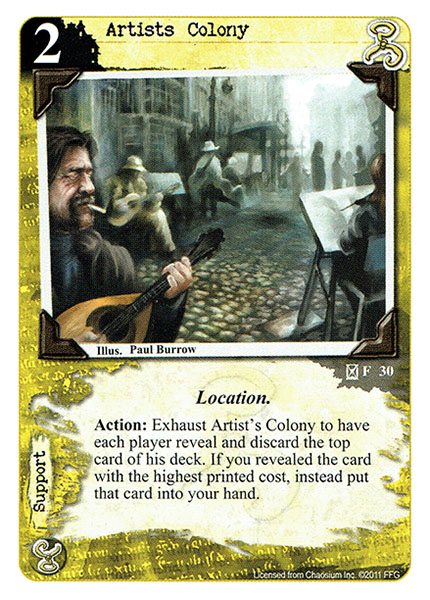 2
Artists Colony
Illus. Paul Burrow
F 30
Location.
Action: Exhaust Artist's Colony to have
each player reveal and discard the top
card of his deck. If you revealed the card
with the highest printed cost, instead put
that card into your hand.
Support
Licensed from Chaosium Inc. ©2011 FFG